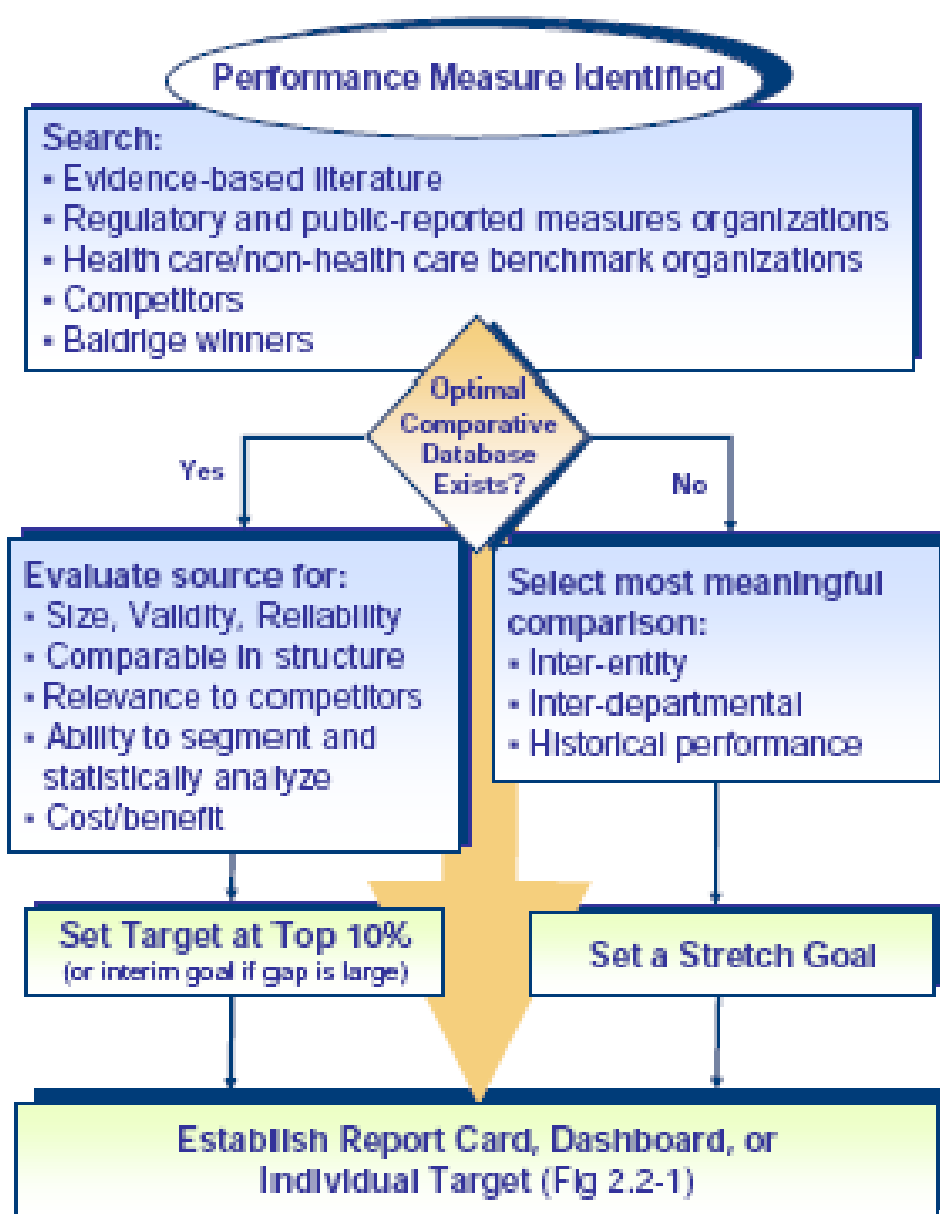 Performance Measure Identified
Search:
▪ Evidence-based literature
▪ Regulatory and public-reported measures organizations
▪ Health care/non-health care benchmark organizations
▪ Competitors
▪ Baldrige winners
Optimal
Comparative
Database
Exists?
Yes
No
Evaluate source for:
▪ Size, Validity, Reliability
▪ Comparable in structure
▪ Relevance to competitors
▪ Ability to segment and
statistically analyze
▪ Cost/benefit
Select most meaningful
comparison:
▪ Inter-entity
▪ Inter-departmental
▪ Historical performance
Set Target at Top 10%
(or interim goal if gap is large)
Set a Stretch Goal
Establish Report Card, Dashboard, or
Individual Target (Fig 2.2-1)